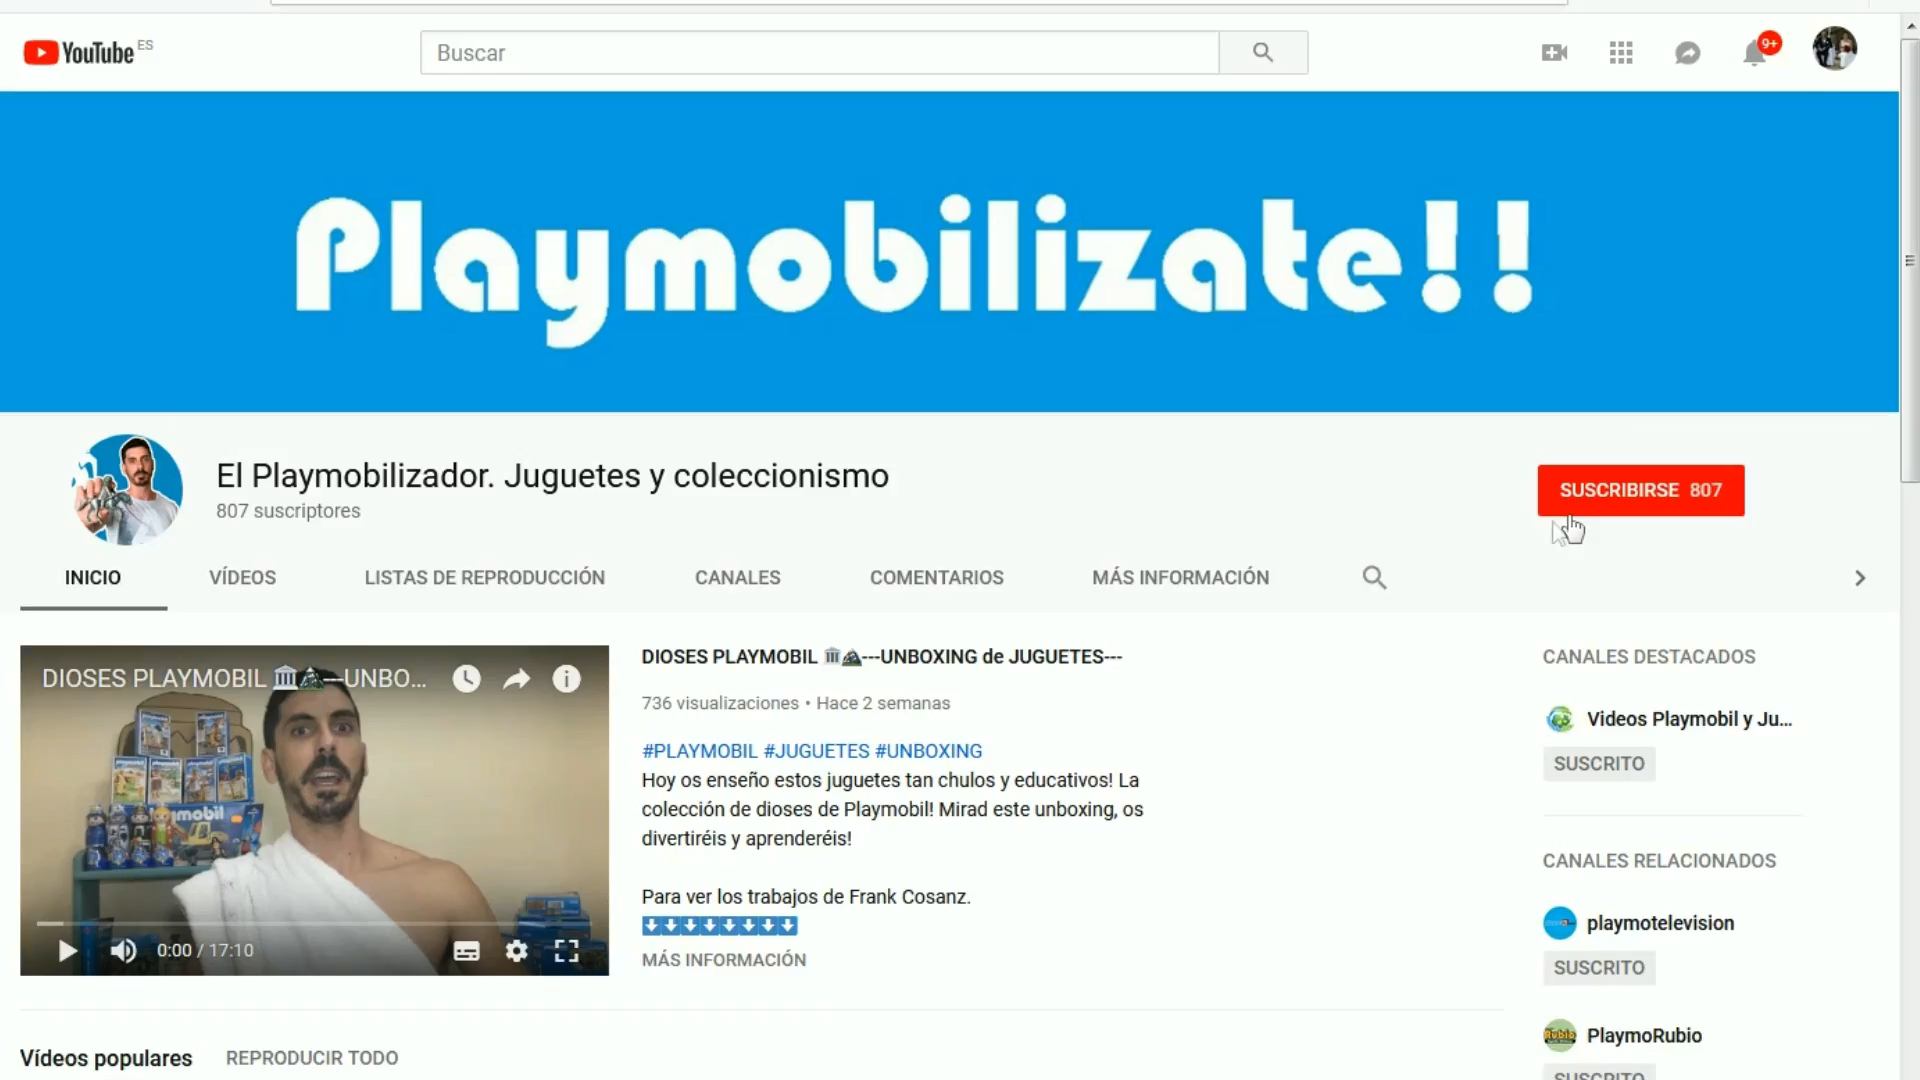 YouTube ES
Buscar
9+
Playmobilizate!!
El Playmobilizador. Juguetes y coleccionismo
807 suscriptores
SUSCRIBIRSE 807
INICIO
VÍDEOS
LISTAS DE REPRODUCCIÓN
CANALES
COMENTARIOS
MÁS INFORMACIÓN
DIOSES PLAYMOBIL 🏛️🏔️---UNBO...
mobil
0:00 / 17:10
DIOSES PLAYMOBIL 🏛️🏔️---UNBOXING de JUGUETES---
736 visualizaciones • Hace 2 semanas
#PLAYMOBIL #JUGUETES #UNBOXING
Hoy os enseño estos juguetes tan chulos y educativos! La
colección de dioses de Playmobil! Mirad este unboxing, os
divertiréis y aprenderéis!
Para ver los trabajos de Frank Cosanz.
⬇⬇⬇⬇⬇⬇⬇⬇
MÁS INFORMACIÓN
CANALES DESTACADOS
Videos Playmobil y Ju...
SUSCRITO
CANALES RELACIONADOS
playmotelevision
SUSCRITO
PlaymoRubio
SUSCRITO
Vídeos populares
REPRODUCIR TODO